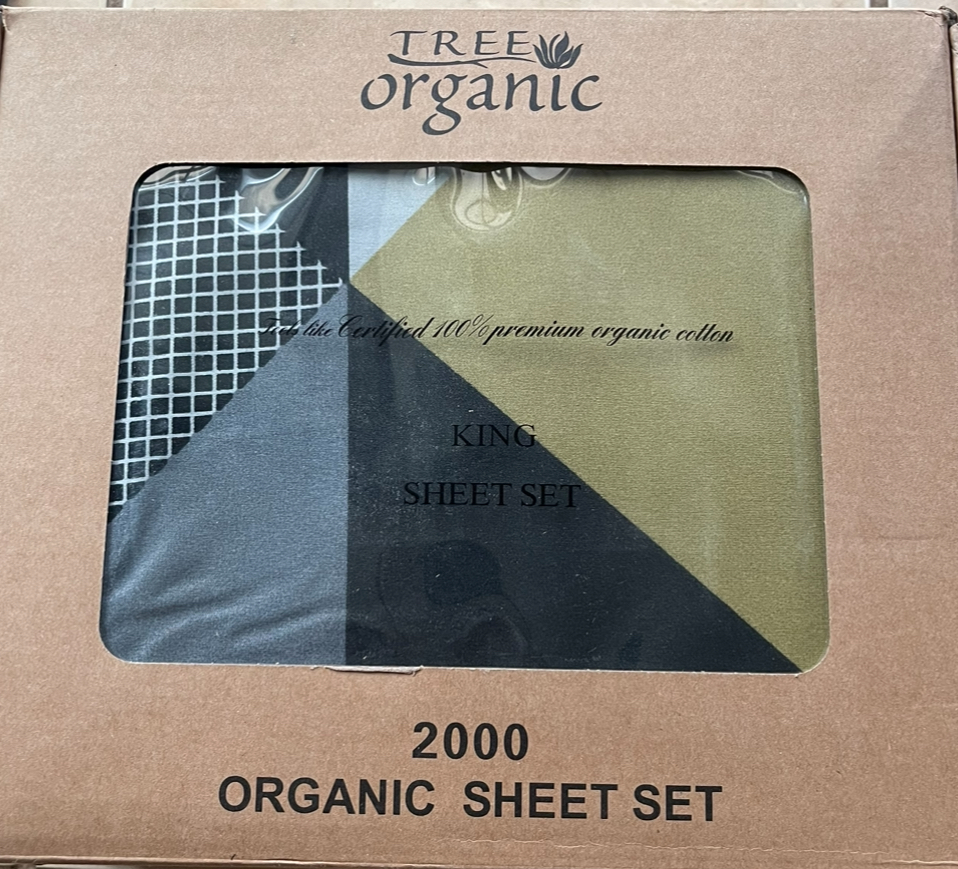 TREE
organic
Feels like Certified 100% premium organic cotton
KING
SHEET SET
2000
ORGANIC SHEET SET